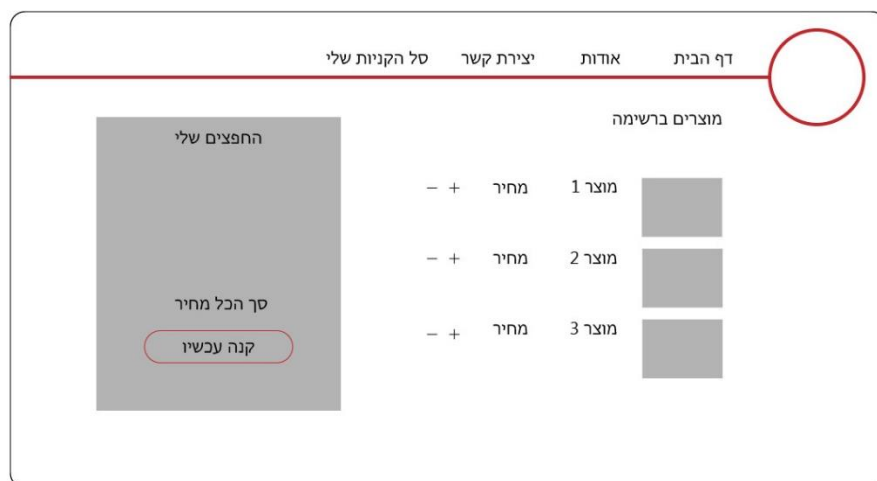 דף הבית אודות יצירת קשר סל הקניות שלי
מוצרים ברשימה
מוצר 1 מחיר + −
מוצר 2 מחיר + −
מוצר 3 מחיר + −
החפצים שלי
סך הכל מחיר
קנה עכשיו